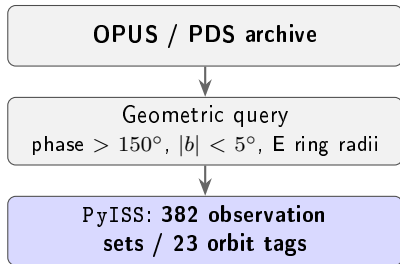 OPUS / PDS archive
Geometric query
phase > 150°, |b| < 5°, E ring radii
PyISS: 382 observation
sets / 23 orbit tags